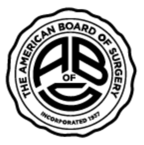 THE AMERICAN BOARD OF SURGERY
ABS
OF
INCORPORATED 1937